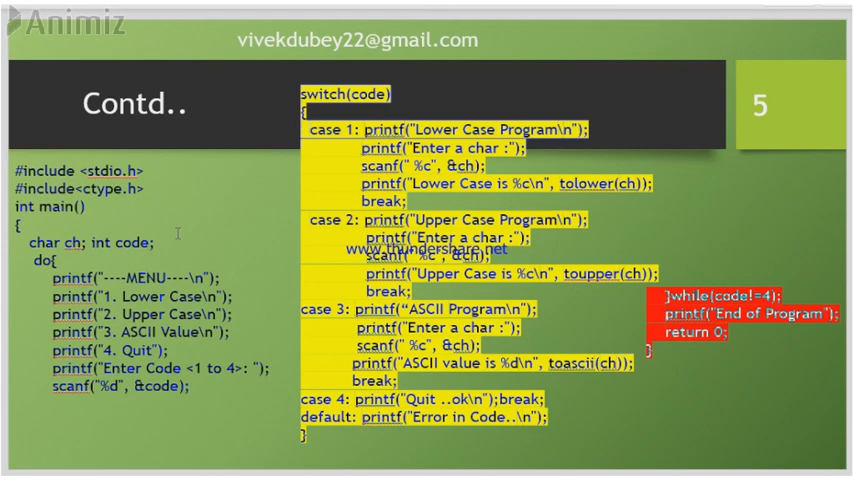 Animiz
vivekdubey22@gmail.com
Contd..
5
#include <stdio.h>
#include<ctype.h>
int main()
{
char ch; int code;
do{
printf("----MENU----\n");
printf("1. Lower Case\n");
printf("2. Upper Case\n");
printf("3. ASCII Value\n");
printf("4. Quit");
printf("Enter Code <1 to 4>: ");
scanf("%d", &code);
switch(code)
{
case 1: printf("Lower Case Program\n");
printf("Enter a char :");
scanf(" %c", &ch);
printf("Lower Case is %c\n", tolower(ch));
break;
case 2: printf("Upper Case Program\n");
printf("Enter a char :");
www.thundershare.net
scanf(" %c", &ch);
printf("Upper Case is %c\n", toupper(ch));
break;
case 3: printf(“ASCII Program\n");
printf("Enter a char :");
scanf(" %c", &ch);
printf("ASCII value is %d\n", toascii(ch));
break;
case 4: printf("Quit ..ok\n");break;
default: printf("Error in Code..\n");
}
}while(code!=4);
printf("End of Program");
return 0;
}